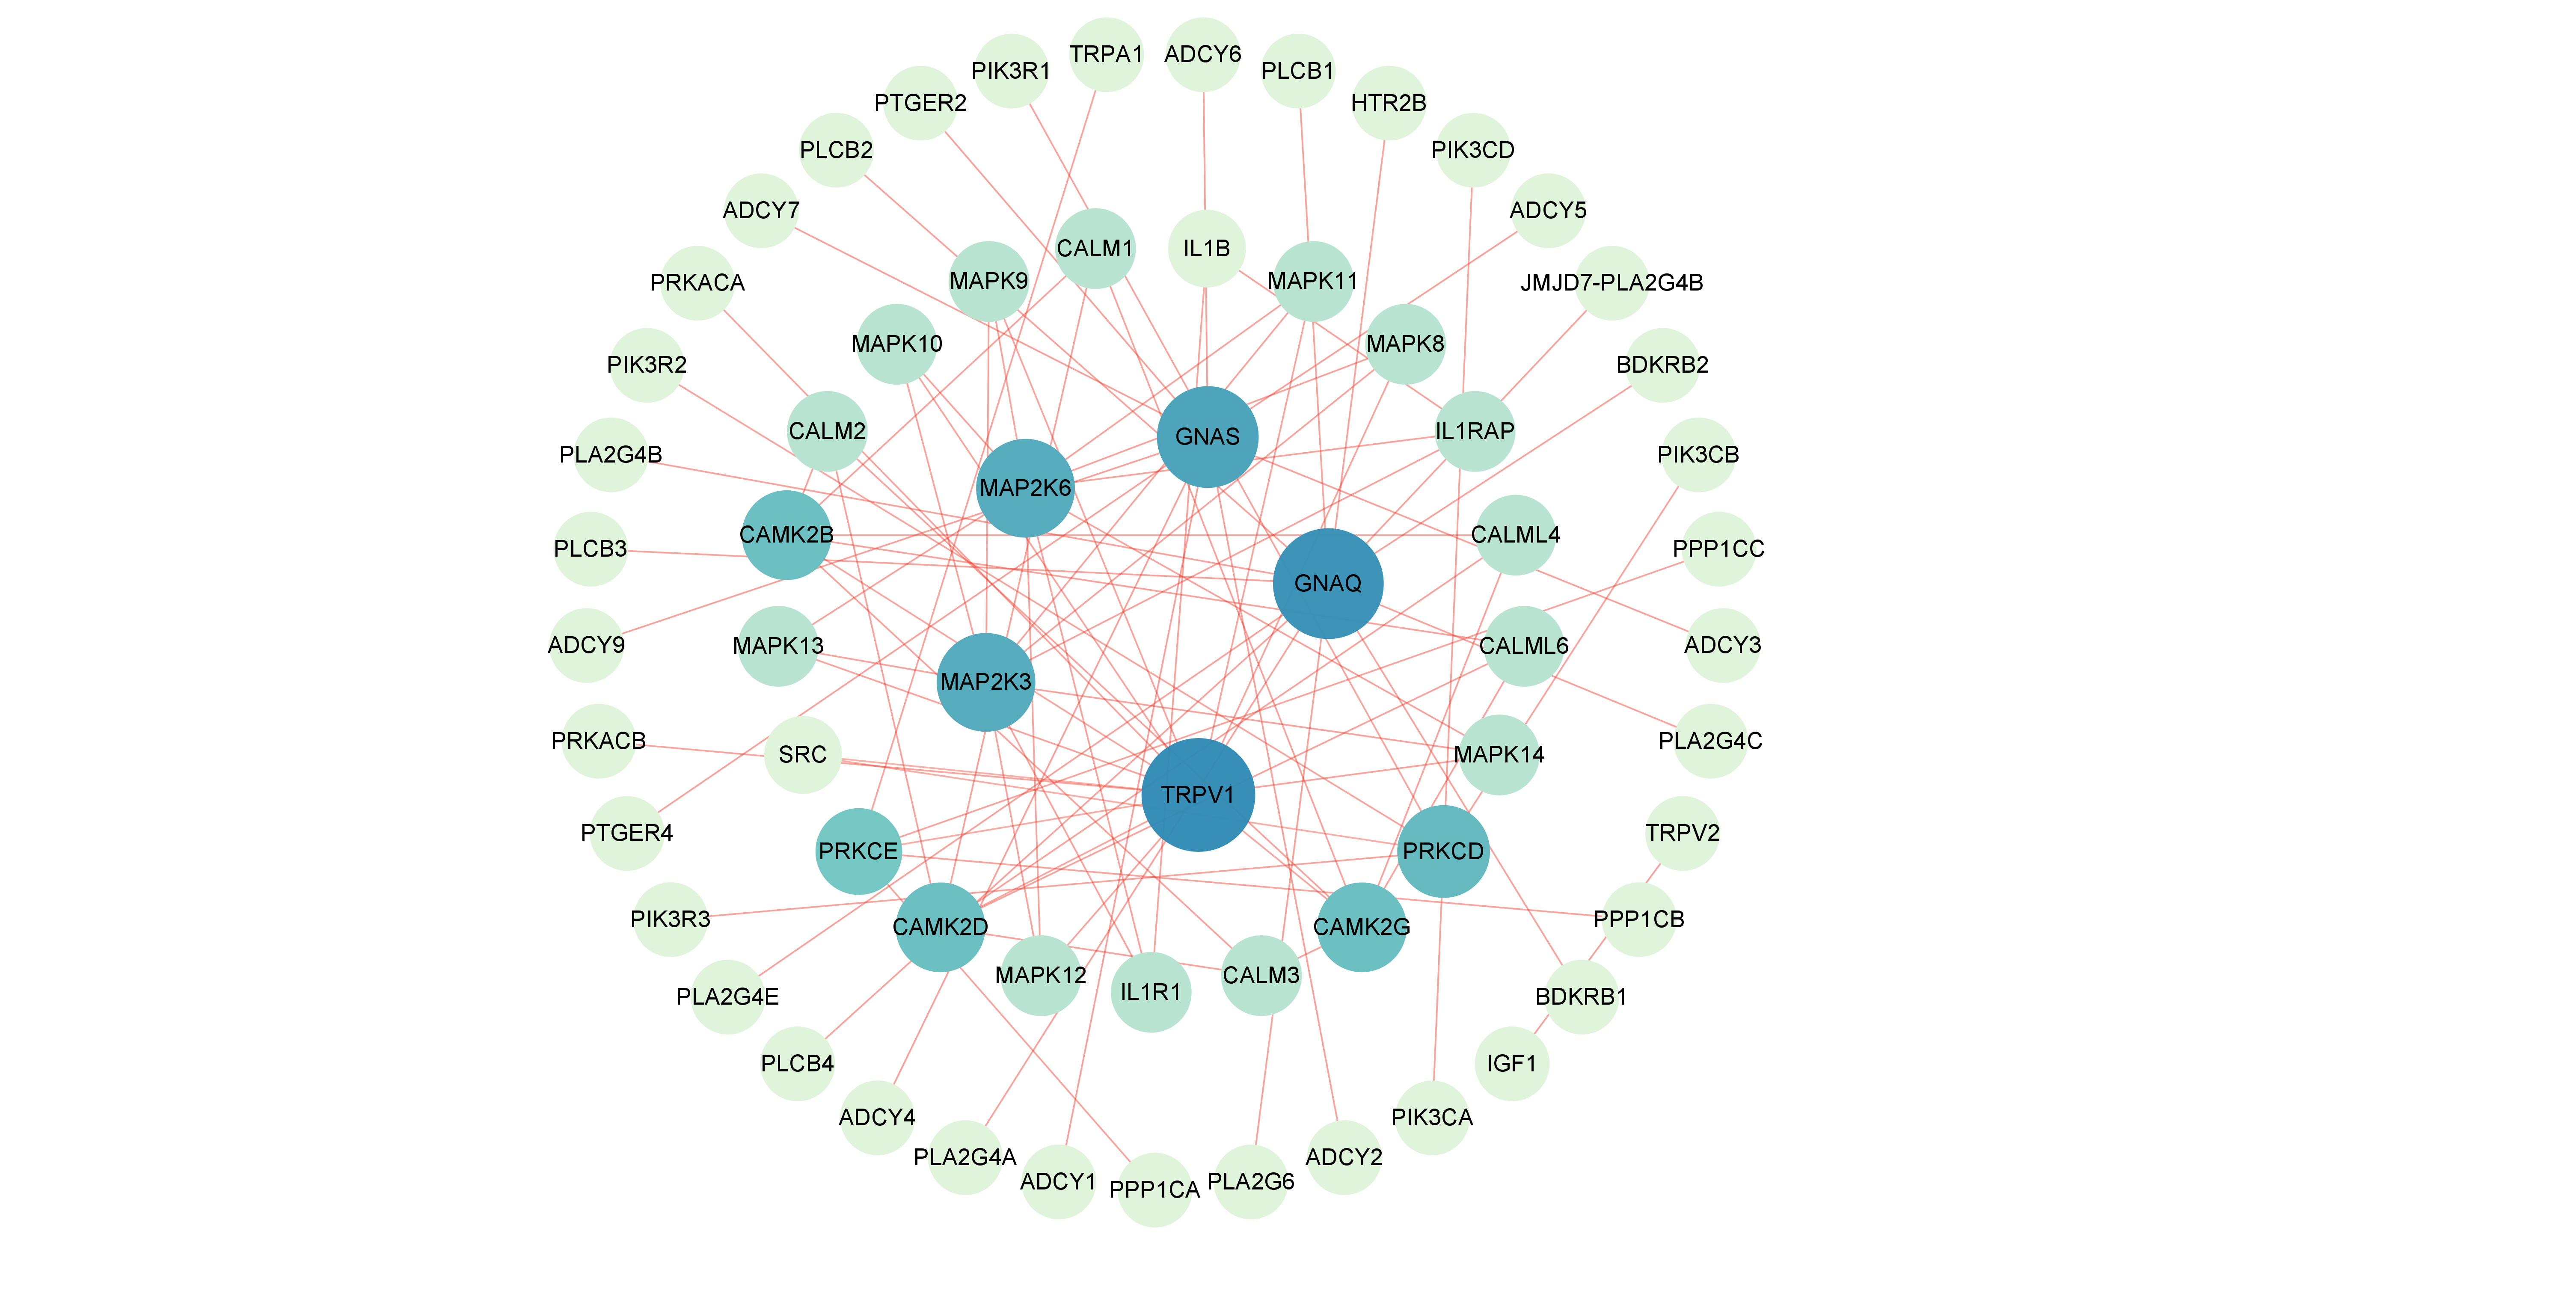 TRPA1
ADCY6
PIK3R1
PLCB1
PTGER2
HTR2B
PLCB2
PIK3CD
ADCY7
ADCY5
CALM1
IL1B
PRKACA
MAPK9
MAPK11
JMJD7-PLA2G4B
MAPK10
MAPK8
PIK3R2
BDKRB2
CALM2
GNAS
IL1RAP
PLA2G4B
PIK3CB
MAP2K6
CAMK2B
CALML4
PLCB3
PPP1CC
GNAQ
ADCY9
MAPK13
CALML6
ADCY3
MAP2K3
PRKACB
SRC
MAPK14
PLA2G4C
TRPV1
PTGER4
TRPV2
PRKCE
PRKCD
PIK3R3
CAMK2D
CAMK2G
PPP1CB
MAPK12
CALM3
PLA2G4E
IL1R1
BDKRB1
PLCB4
IGF1
ADCY4
PIK3CA
PLA2G4A
ADCY2
ADCY1
PLA2G6
PPP1CA